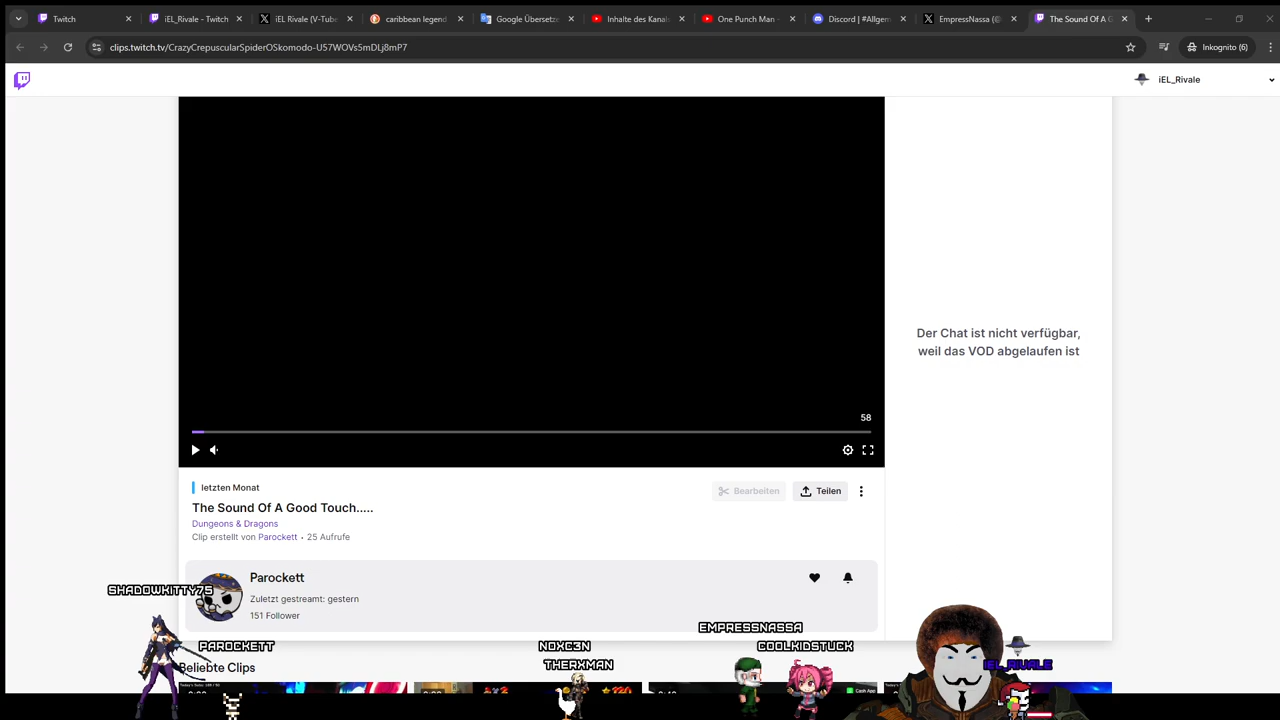 Twitch
iEL_Rivale - Twitch
iEL Rivale (V-Tube
caribbean legend
Google Übersetz
Inhalte des Kanals
One Punch Man -
Discord | #Allgem
EmpressNassa (@
The Sound Of A G
clips.twitch.tv/CrazyCrepuscularSpiderOSkomodo-U57WOVs5mDLj8mP7
Inkognito (6)
iEL_Rivale
Der Chat ist nicht verfügbar,
weil das VOD abgelaufen ist
58
letzten Monat
Bearbeiten
Teilen
The Sound Of A Good Touch.....
Dungeons & Dragons
Clip erstellt von Parockett • 25 Aufrufe
Parockett
Zuletzt gestreamt: gestern
151 Follower
SHADOWKITTY75
PAROCKETT
NOXC3N
THERXMAN
EMPRESSNASSA
COOLKIDSTUCK
IEL_RIVALE
Beliebte Clips
Cash App